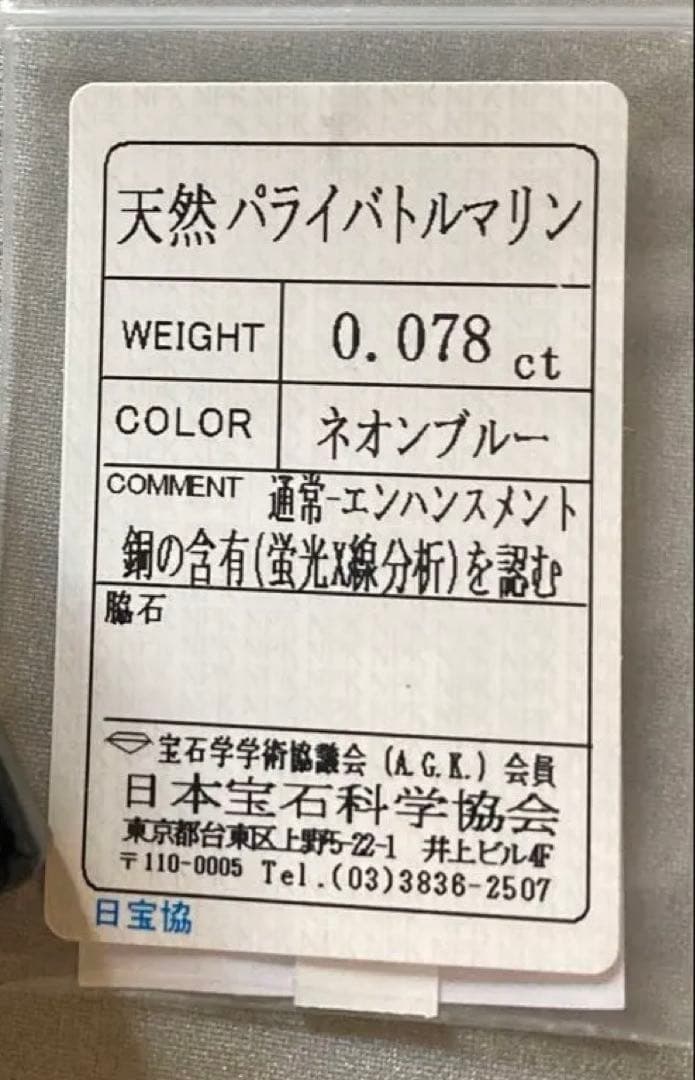 天然パライバトルマリン
WEIGHT 0.078 ct
COLOR ネオンブルー
COMMENT 通常-エンハンスメント
銅の含有(蛍光X線分析)を認む
脇石
宝石学学術協議会 (A.G.K.) 会員
日本宝石科学協会
東京都台東区上野5-22-1 井上ビル4F
〒110-0005 Tel.(03)3836-2507
日宝協